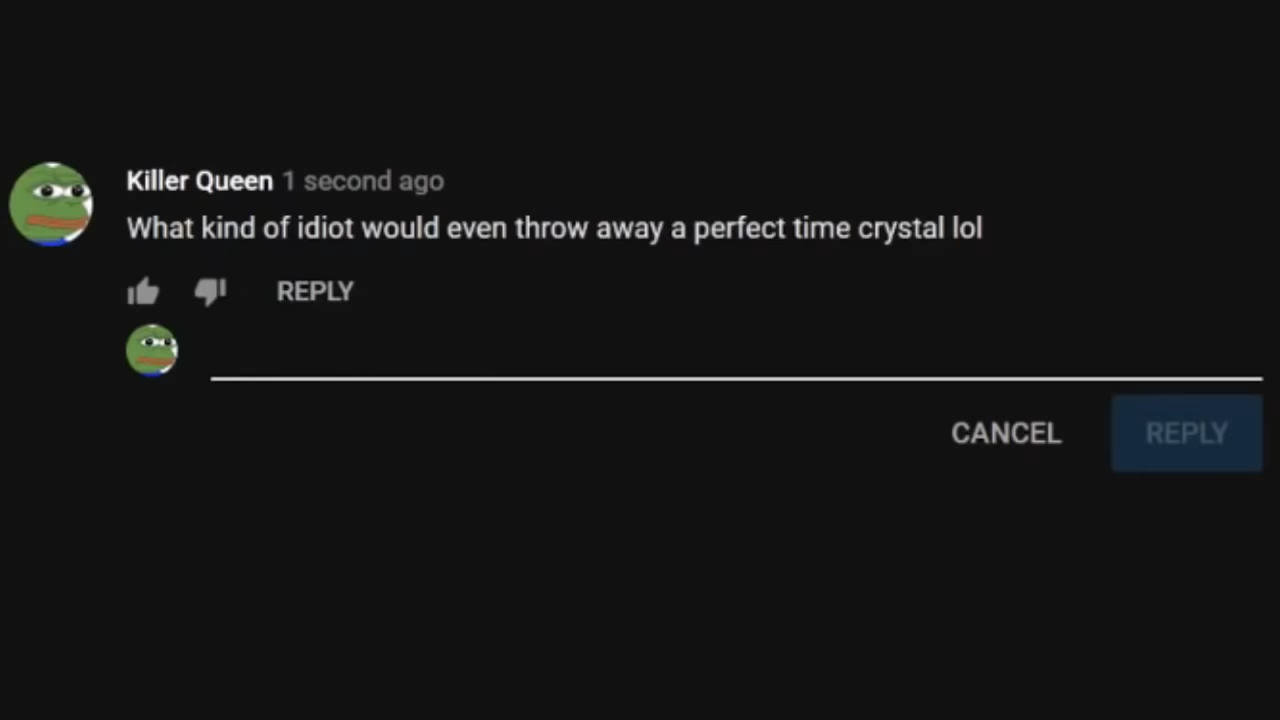 Killer Queen 1 second ago
What kind of idiot would even throw away a perfect time crystal lol
REPLY
CANCEL REPLY